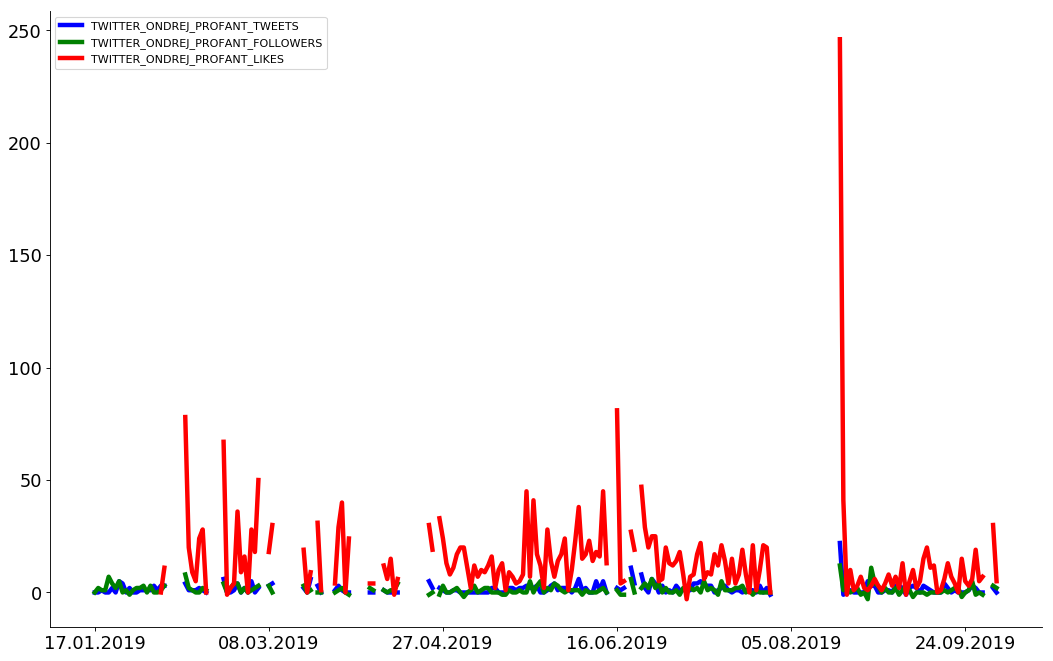 TWITTER_ONDREJ_PROFANT_TWEETS
TWITTER_ONDREJ_PROFANT_FOLLOWERS
TWITTER_ONDREJ_PROFANT_LIKES
250
200
150
100
50
0
17.01.2019 08.03.2019 27.04.2019 16.06.2019 05.08.2019 24.09.2019